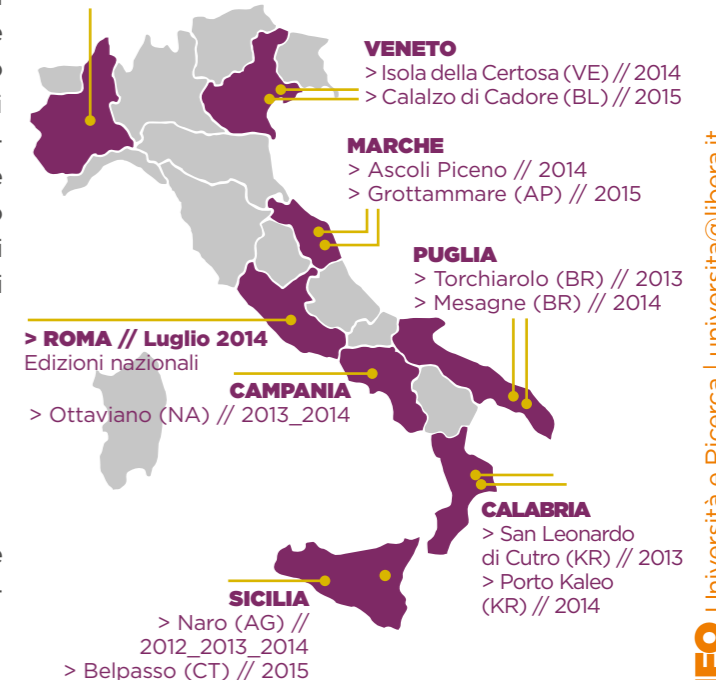 VENETO
> Isola della Certosa (VE) // 2014
> Calalzo di Cadore (BL) // 2015
MARCHE
> Ascoli Piceno // 2014
> Grottammare (AP) // 2015
PUGLIA
> Torchiarolo (BR) // 2013
> Mesagne (BR) // 2014
> ROMA // Luglio 2014
Edizioni nazionali
CAMPANIA
> Ottaviano (NA) // 2013_2014
CALABRIA
> San Leonardo
di Cutro (KR) // 2013
> Porto Kaleo
(KR) // 2014
SICILIA
> Naro (AG) //
2012_2013_2014
> Belpasso (CT) // 2015
Università e Ricerca | universita@libera.it